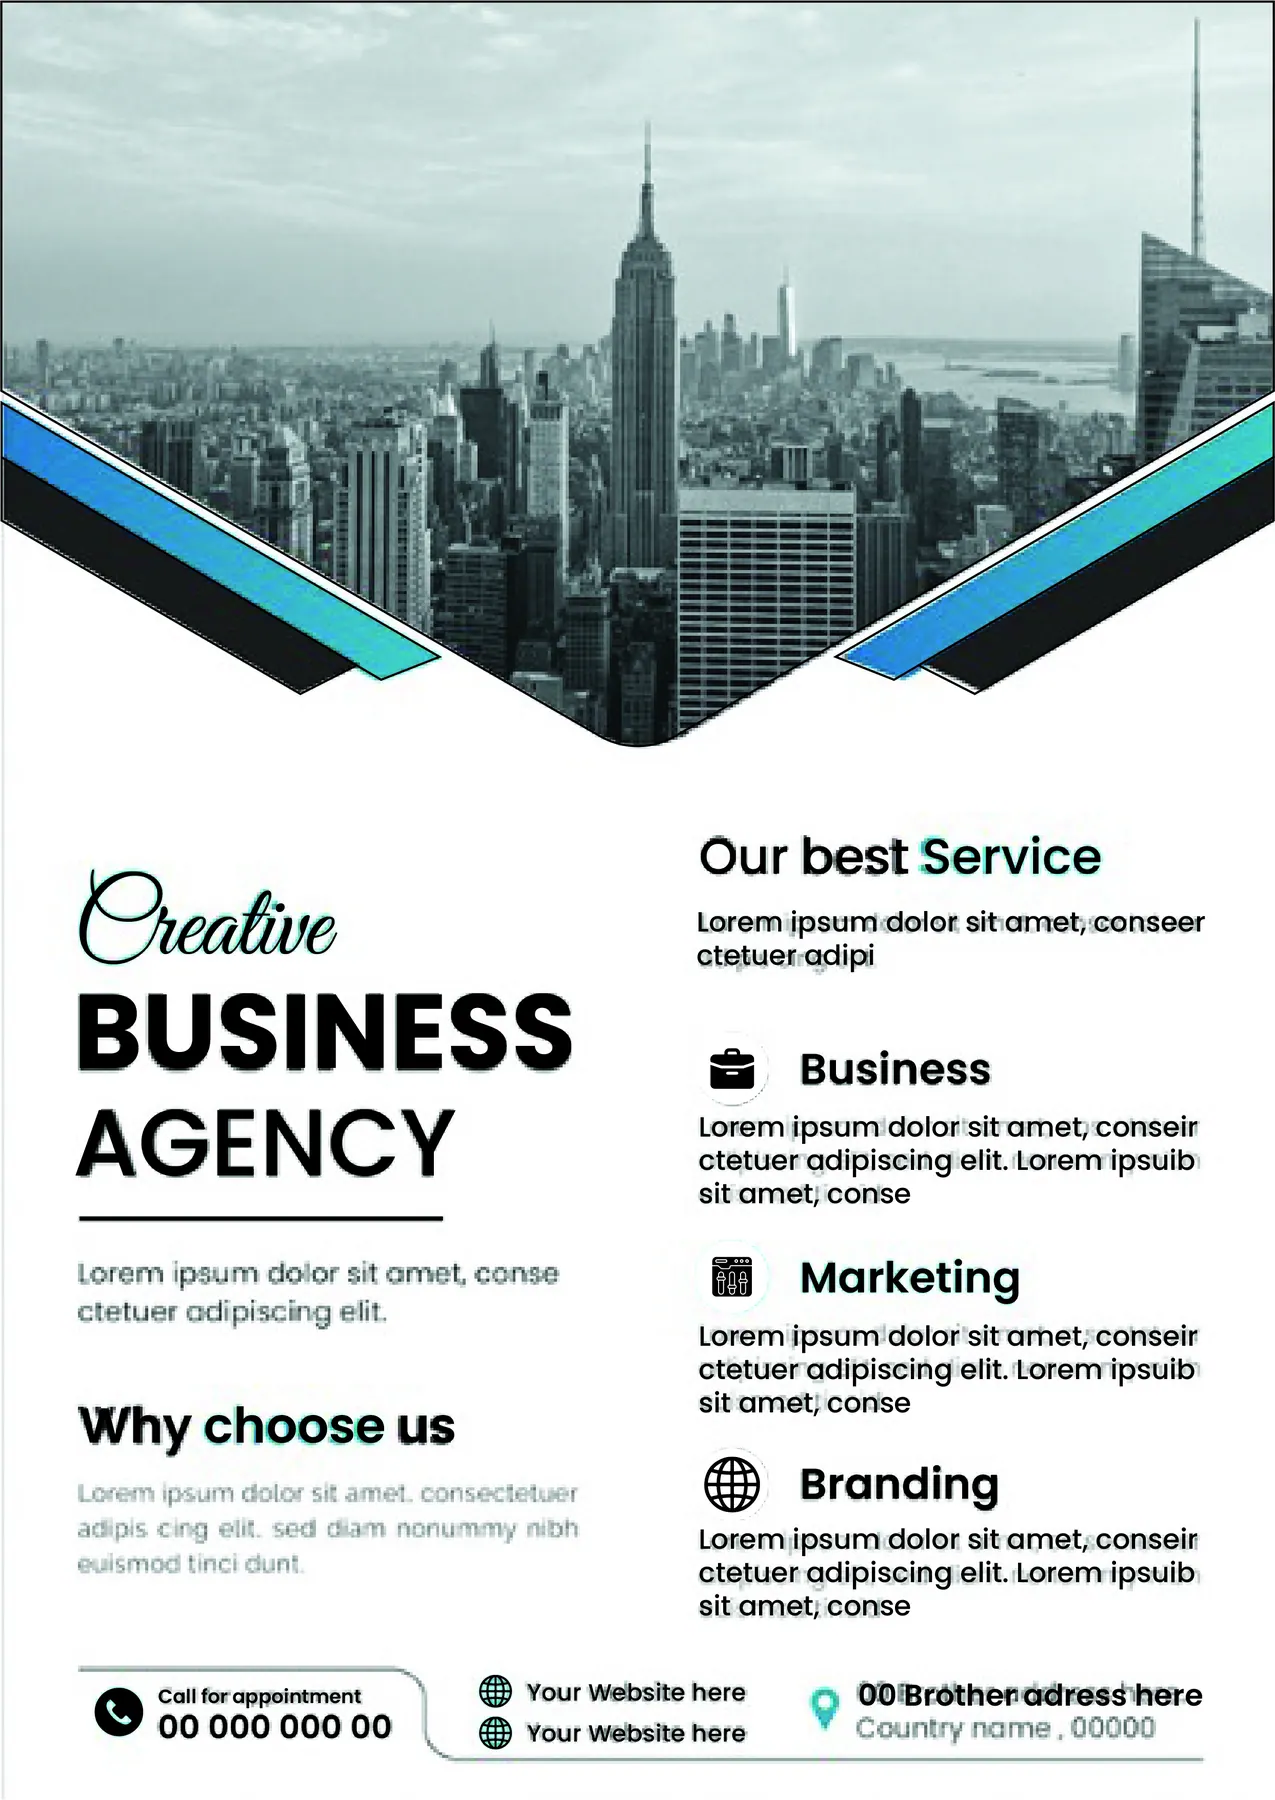 Creative
BUSINESS
AGENCY
Lorem ipsum dolor sit amet, conse
ctetuer adipiscing elit.
Why choose us
Lorem ipsum dolor sit amet. consectetuer
adipis cing elit. sed diam nonummy nibh
euismod tinci dunt.
Our best Service
Lorem ipsum dolor sit amet, conseer
ctetuer adipi
Business
Lorem ipsum dolor sit amet, conseir
ctetuer adipiscing elit. Lorem ipsuib
sit amet, conse
Marketing
Lorem ipsum dolor sit amet, conseir
ctetuer adipiscing elit. Lorem ipsuib
sit amet, conse
Branding
Lorem ipsum dolor sit amet, conseir
ctetuer adipiscing elit. Lorem ipsuib
sit amet, conse
Call for appointment
00 000 000 00
Your Website here
Your Website here
00 Brother adress here
Country name , 00000